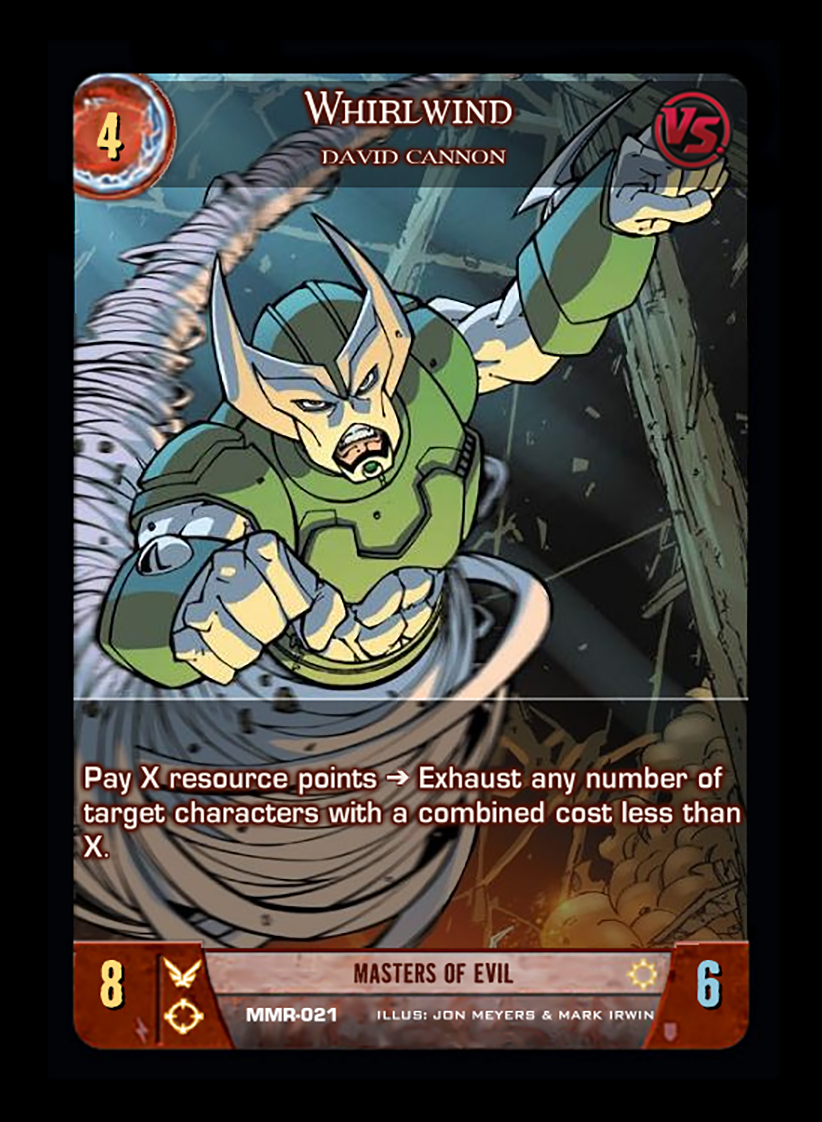 4
WHIRLWIND
VS.
DAVID CANNON
Pay X resource points ➔ Exhaust any number of
target characters with a combined cost less than
X.
8
MASTERS OF EVIL
6
MMR-021 ILLUS: JON MEYERS & MARK IRWIN